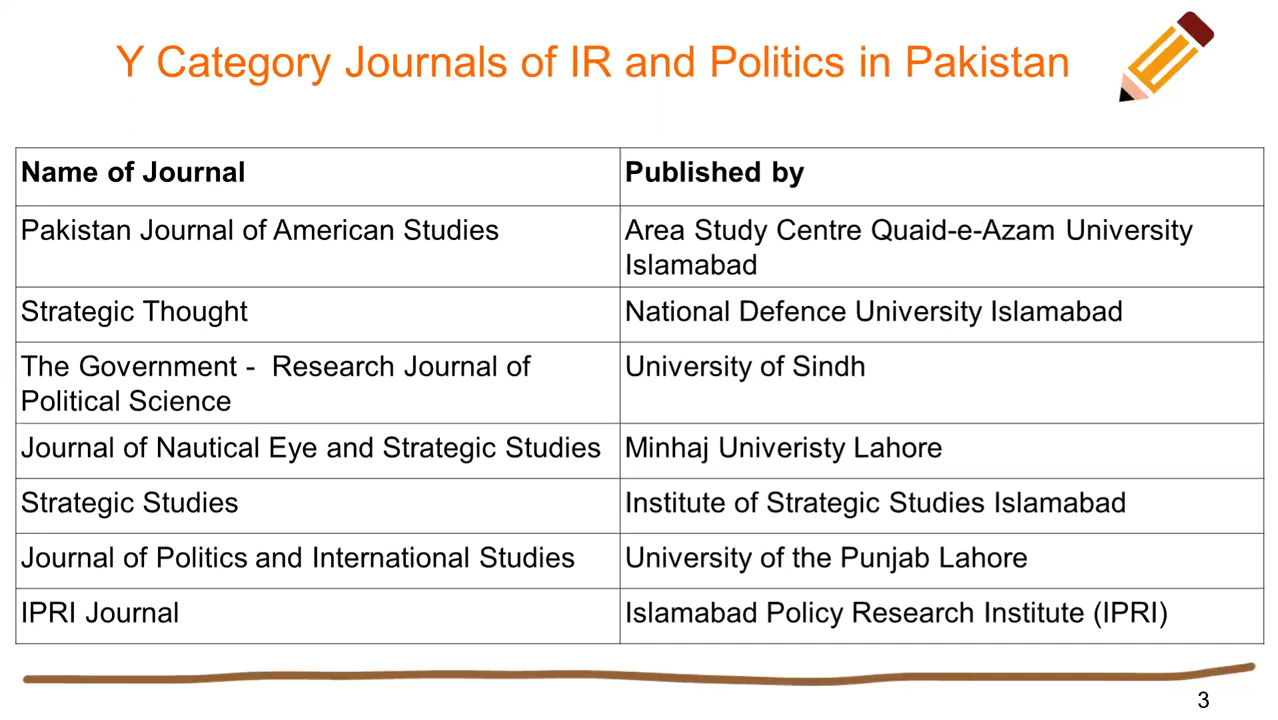 Y Category Journals of IR and Politics in Pakistan
Name of Journal
Published by
Pakistan Journal of American Studies
Area Study Centre Quaid-e-Azam University
Islamabad
Strategic Thought
National Defence University Islamabad
The Government -  Research Journal of
Political Science
University of Sindh
Journal of Nautical Eye and Strategic Studies
Minhaj Univeristy Lahore
Strategic Studies
Institute of Strategic Studies Islamabad
Journal of Politics and International Studies
University of the Punjab Lahore
IPRI Journal
Islamabad Policy Research Institute (IPRI)
3